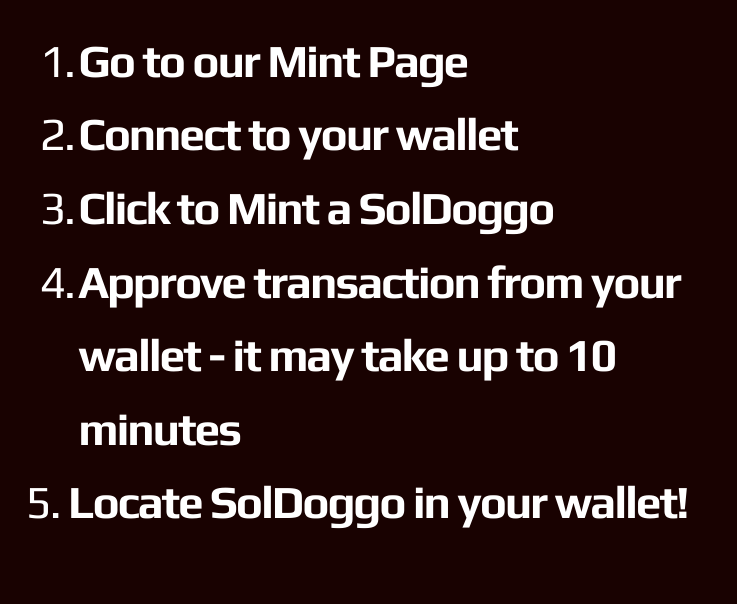 1. Go to our Mint Page
2. Connect to your wallet
3. Click to Mint a SolDoggo
4. Approve transaction from your
wallet - it may take up to 10
minutes
5. Locate SolDoggo in your wallet!